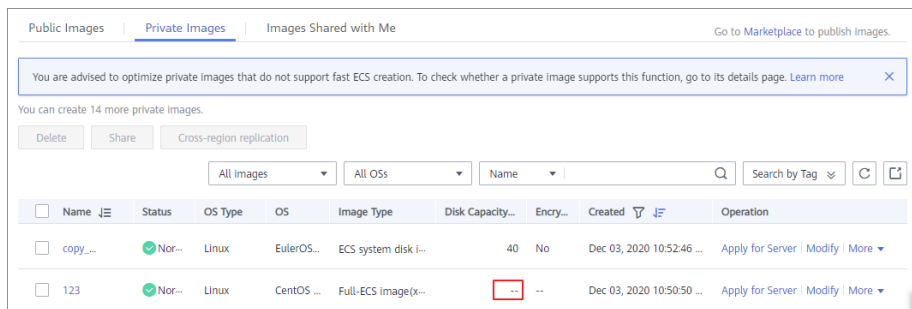 Public Images Private Images Images Shared with Me Go to Marketplace to publish images.
You are advised to optimize private images that do not support fast ECS creation. To check whether a private image supports this function, go to its details page. Learn more ×
You can create 14 more private images.
Delete Share Cross-region replication
All images All OSs Name Search by Tag
Name Status OS Type OS Image Type Disk Capacity... Encry... Created Operation
copy_... Nor... Linux EulerOS... ECS system disk i... 40 No Dec 03, 2020 10:52:46 ... Apply for Server Modify More
123 Nor... Linux CentOS ... Full-ECS image(x... -- -- Dec 03, 2020 10:50:50 ... Apply for Server Modify More